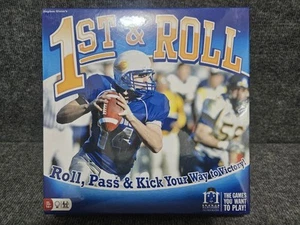 1ST & ROLL
Roll, Pass & Kick Your Way to Victory!
THE GAMES
YOU WANT
TO PLAY!